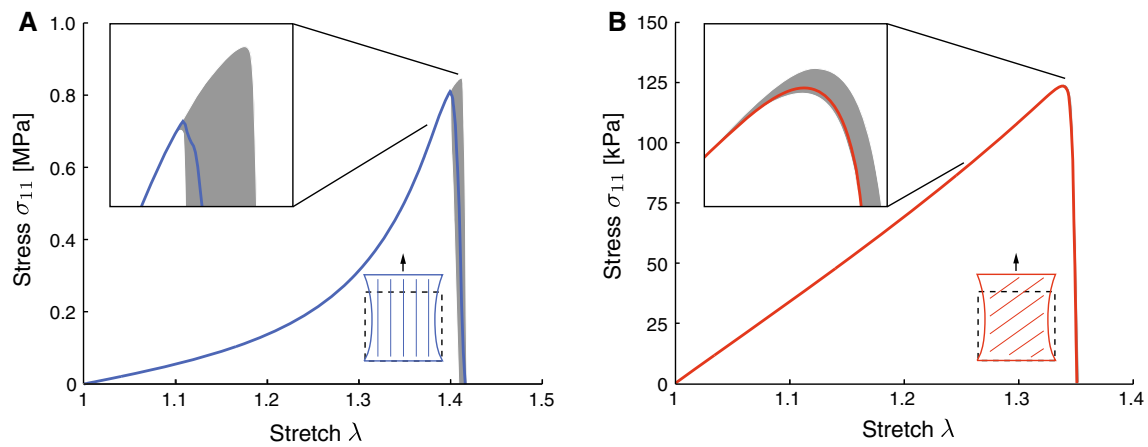 A
Stress σ11 [MPa]
1.0
0.8
0.6
0.4
0.2
0
1 1.1 1.2 1.3 1.4 1.5
Stretch λ
B
Stress σ11 [kPa]
150
125
100
75
50
25
0
1 1.1 1.2 1.3 1.4
Stretch λ